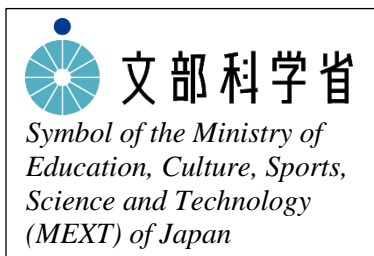 文部科学省
Symbol of the Ministry of
Education, Culture, Sports,
Science and Technology
(MEXT) of Japan